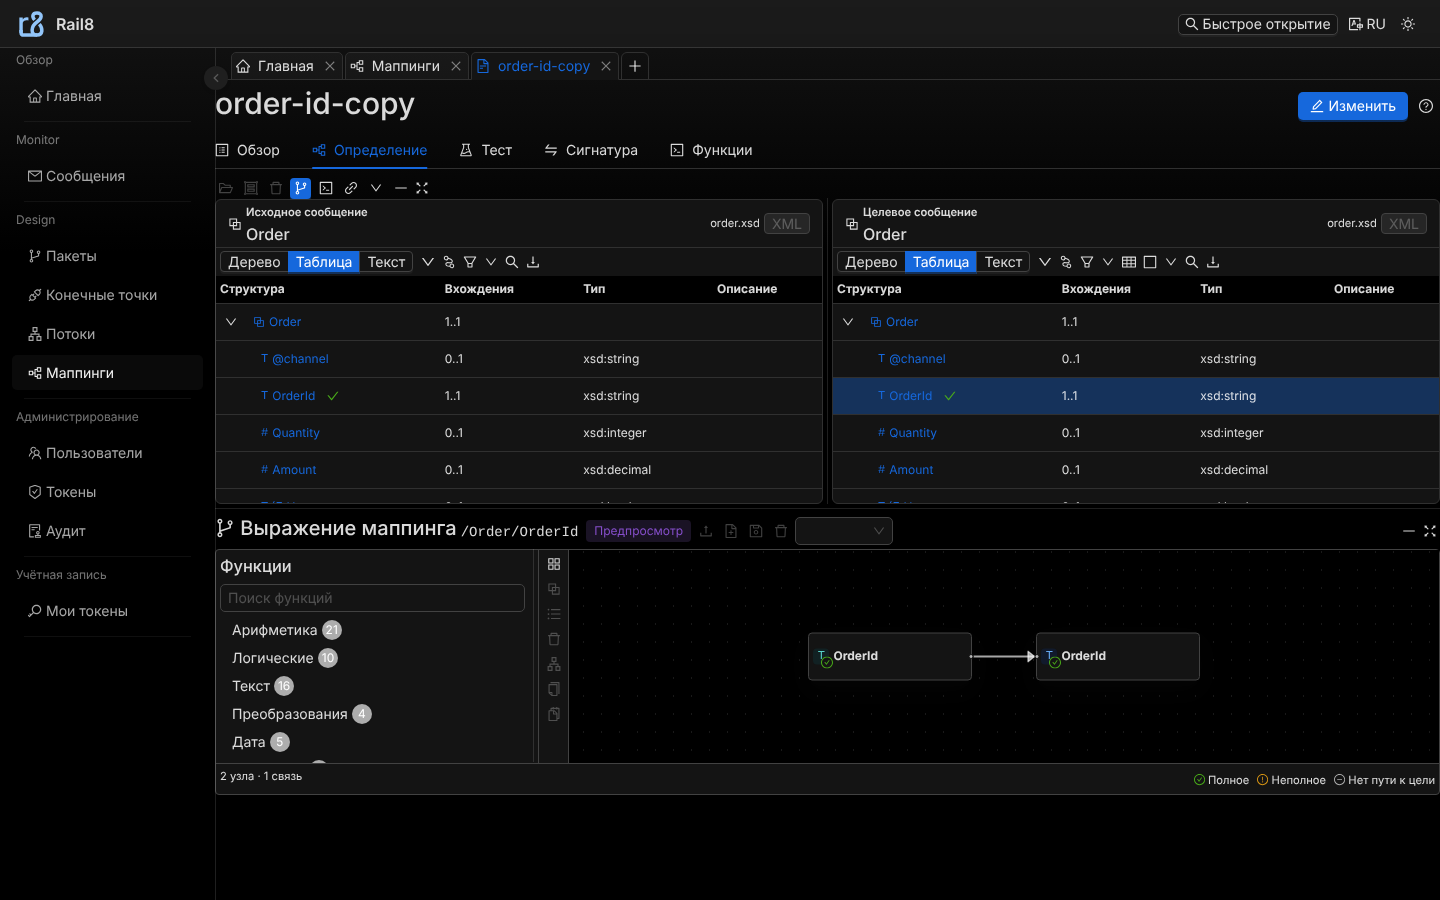 Rail8
Быстрое открытие
RU
Обзор
Главная
Monitor
Сообщения
Design
Пакеты
Конечные точки
Потоки
Маппинги
Администрирование
Пользователи
Токены
Аудит
Учётная запись
Мои токены
Главная
Маппинги
order-id-copy
order-id-copy
Изменить
Обзор
Определение
Тест
Сигнатура
Функции
Исходное сообщение
Order
order.xsd XML
Дерево Таблица Текст
Структура Вхождения Тип Описание
Order 1..1
T @channel 0..1 xsd:string
T OrderId 1..1 xsd:string
# Quantity 0..1 xsd:integer
# Amount 0..1 xsd:decimal
Целевое сообщение
Order
order.xsd XML
Дерево Таблица Текст
Структура Вхождения Тип Описание
Order 1..1
T @channel 0..1 xsd:string
T OrderId 1..1 xsd:string
# Quantity 0..1 xsd:integer
# Amount 0..1 xsd:decimal
Выражение маппинга /Order/OrderId Предпросмотр
Функции
Поиск функций
Арифметика 21
Логические 10
Текст 16
Преобразования 4
Дата 5
T OrderId
T OrderId
2 узла · 1 связь
Полное Неполное Нет пути к цели